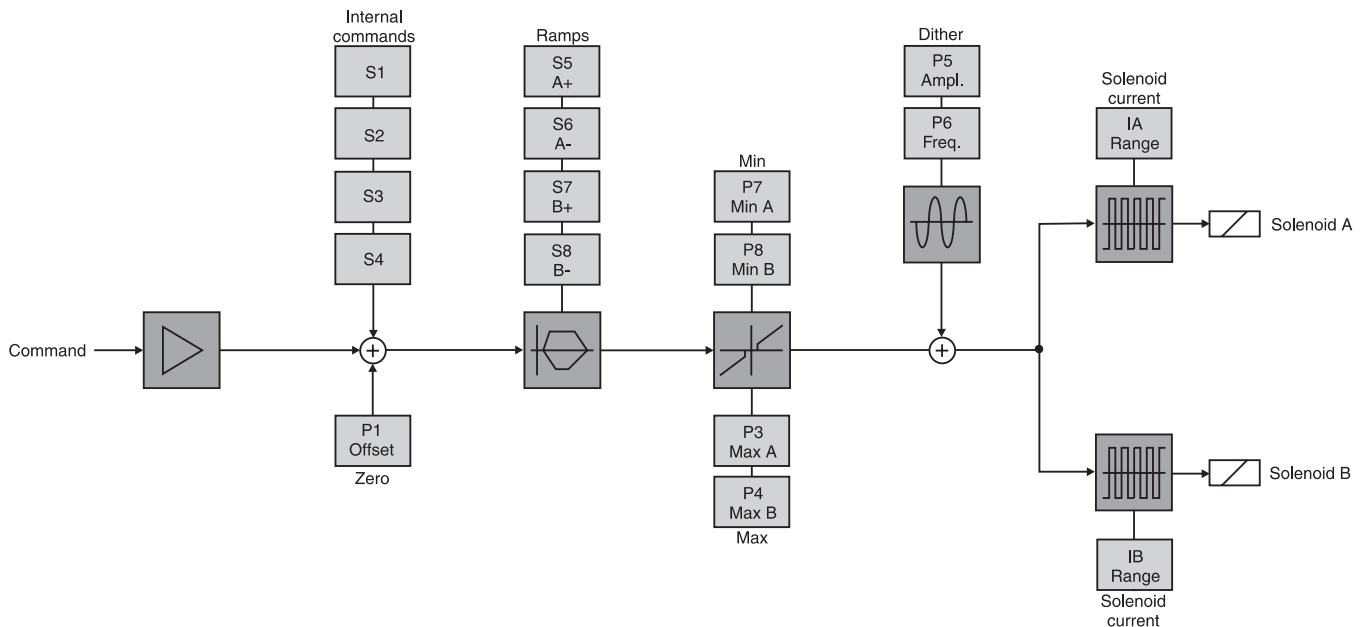 Internal
commands
S1
S2
S3
S4
Ramps
S5
A+
S6
A-
S7
B+
S8
B-
Min
P7
Min A
P8
Min B
Dither
P5
Ampl.
P6
Freq.
Solenoid
current
IA
Range
Solenoid A
Command
P1
Offset
Zero
P3
Max A
P4
Max B
Max
Solenoid B
IB
Range
Solenoid
current